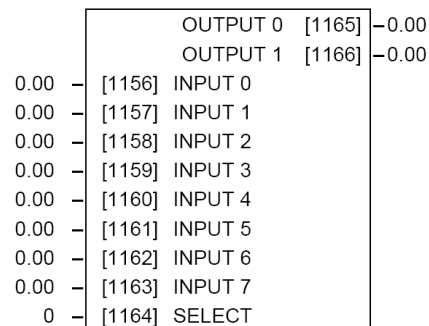 OUTPUT 0 [1165] –0.00
OUTPUT 1 [1166] –0.00
0.00 – [1156] INPUT 0
0.00 – [1157] INPUT 1
0.00 – [1158] INPUT 2
0.00 – [1159] INPUT 3
0.00 – [1160] INPUT 4
0.00 – [1161] INPUT 5
0.00 – [1162] INPUT 6
0.00 – [1163] INPUT 7
0 – [1164] SELECT